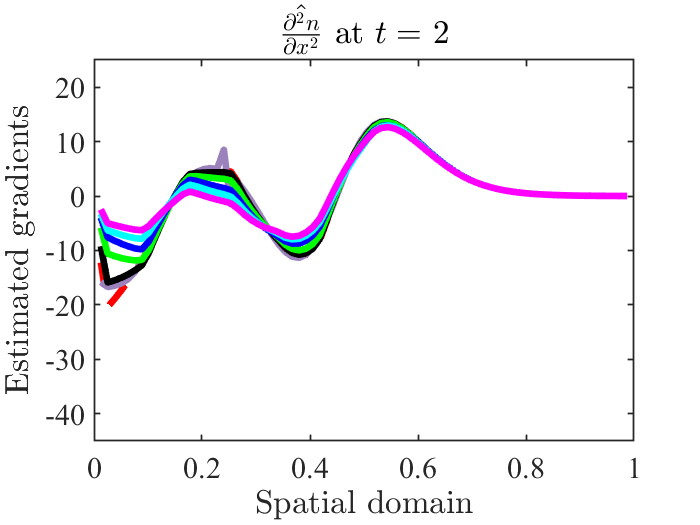 ∂²n̂/∂x² at t = 2
Estimated gradients
20
10
0
-10
-20
-30
-40
0 0.2 0.4 0.6 0.8 1
Spatial domain